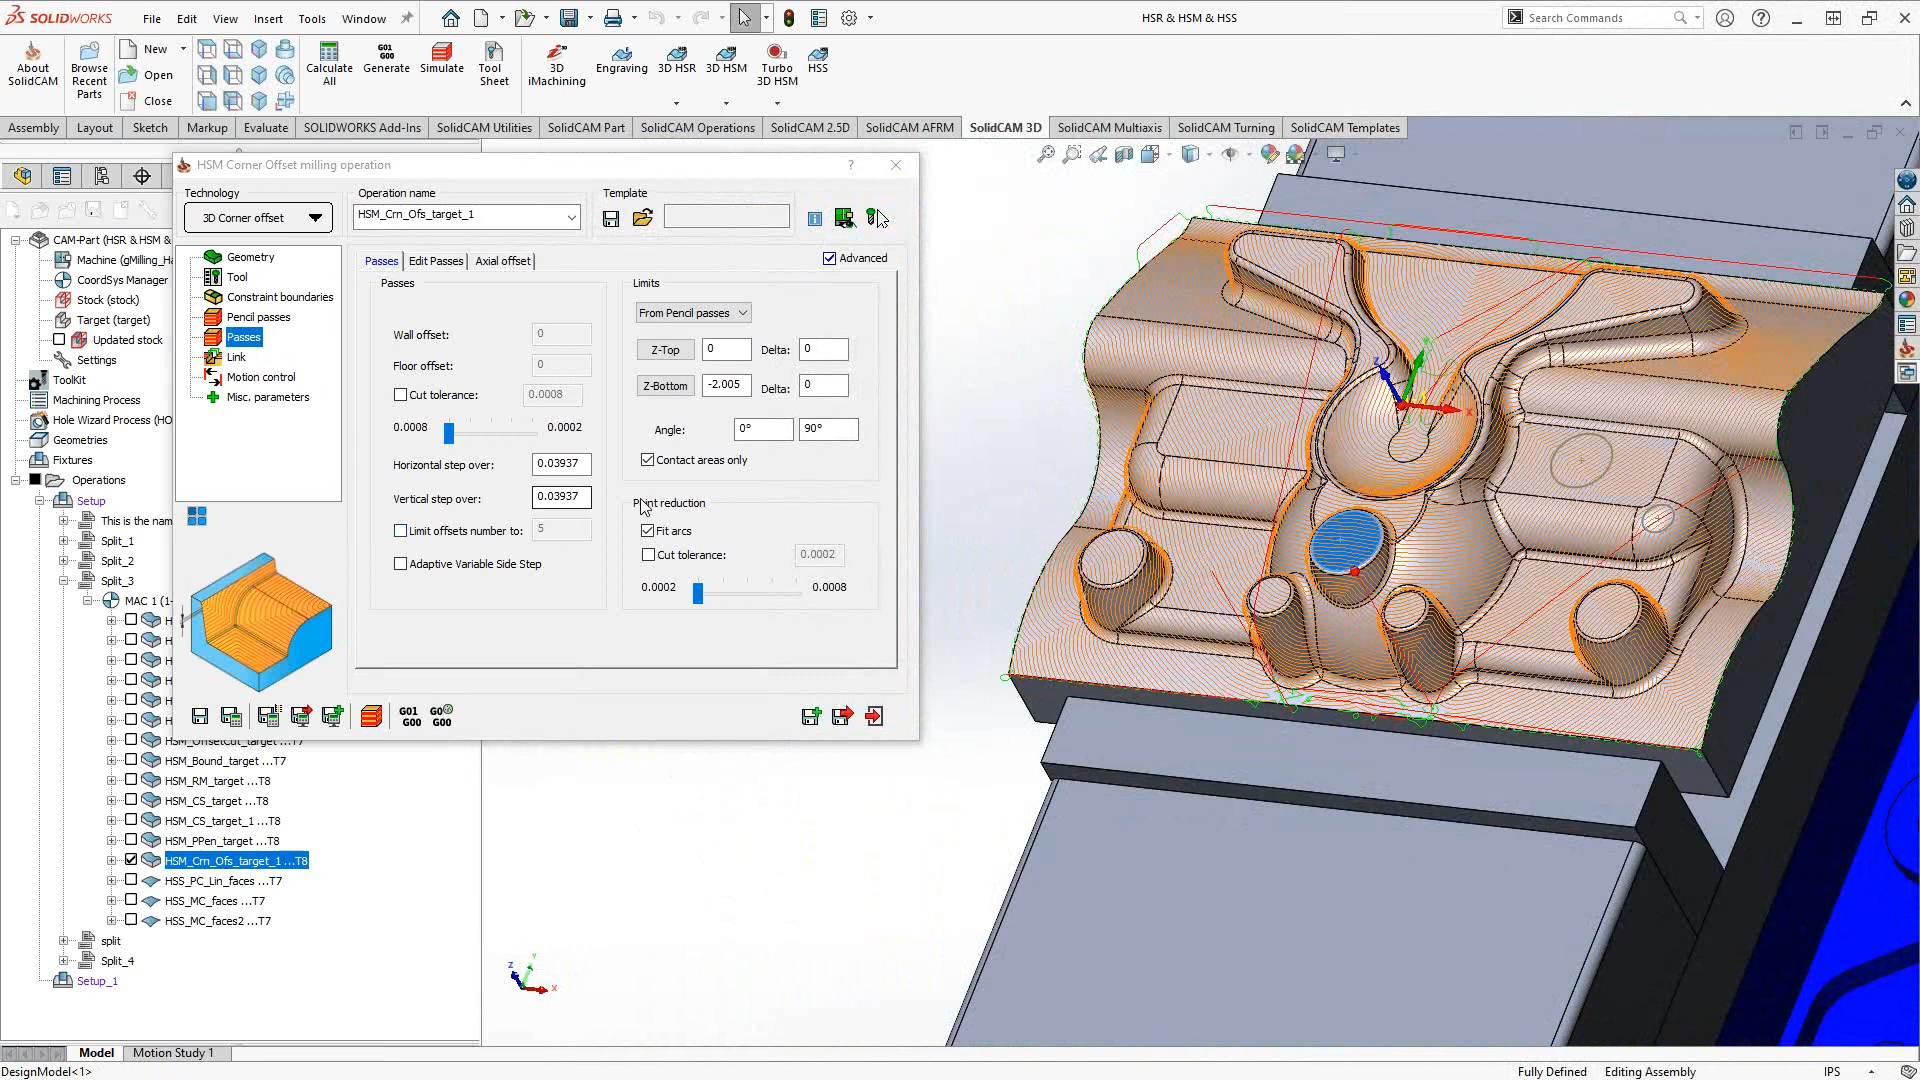 SOLIDWORKS File Edit View Insert Tools Window HSR & HSM & HSS Search Commands
About SolidCAM
Browse Recent Parts
New
Open
Close
Calculate All
G01 G00 Generate
Simulate
Tool Sheet
3D iMachining
Engraving
3D HSR
3D HSM
Turbo 3D HSM
HSS
Assembly Layout Sketch Markup Evaluate SOLIDWORKS Add-Ins SolidCAM Utilities SolidCAM Part SolidCAM Operations SolidCAM 2.5D SolidCAM AFRM SolidCAM 3D SolidCAM Multiaxis SolidCAM Turning SolidCAM Templates
HSM Corner Offset milling operation
Technology
3D Corner offset
Operation name
HSM_Crn_Ofs_target_1
Template
Geometry
Tool
Constraint boundaries
Pencil passes
Passes
Link
Motion control
Misc. parameters
Passes Edit Passes Axial offset Advanced
Passes
Wall offset: 0
Floor offset: 0
Cut tolerance: 0.0008
0.0008 0.0002
Horizontal step over: 0.03937
Vertical step over: 0.03937
Limit offsets number to: 5
Adaptive Variable Side Step
Limits
From Pencil passes
Z-Top 0 Delta: 0
Z-Bottom -2.005 Delta: 0
Angle: 0° 90°
Contact areas only
Point reduction
Fit arcs
Cut tolerance: 0.0002
0.0002 0.0008
G01 G00
CAM-Part (HSR & HSM &
Machine (gMilling_Ha
CoordSys Manager
Stock (stock)
Target (target)
Updated stock
Settings
ToolKit
Machining Process
Hole Wizard Process (HO
Geometries
Fixtures
Operations
Setup
This is the nam
Split_1
Split_2
Split_3
MAC 1 (1-
H
H
H
H
H
H
HSM_OffsetCut_target...T7
HSM_Bound_target ...T7
HSM_RM_target ...T8
HSM_CS_target ...T8
HSM_CS_target_1 ...T8
HSM_PPen_target ...T8
HSM_Crn_Ofs_target_1 ...T8
HSS_PC_Lin_faces ...T7
HSS_MC_faces ...T7
HSS_MC_faces2 ...T7
split
Split_4
Setup_1
Z X
Z Y X
Model Motion Study 1
DesignModel<1> Fully Defined Editing Assembly IPS